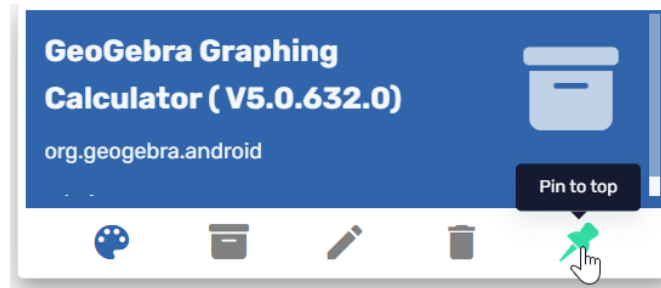 GeoGebra Graphing
Calculator ( V5.0.632.0)
org.geogebra.android
Pin to top